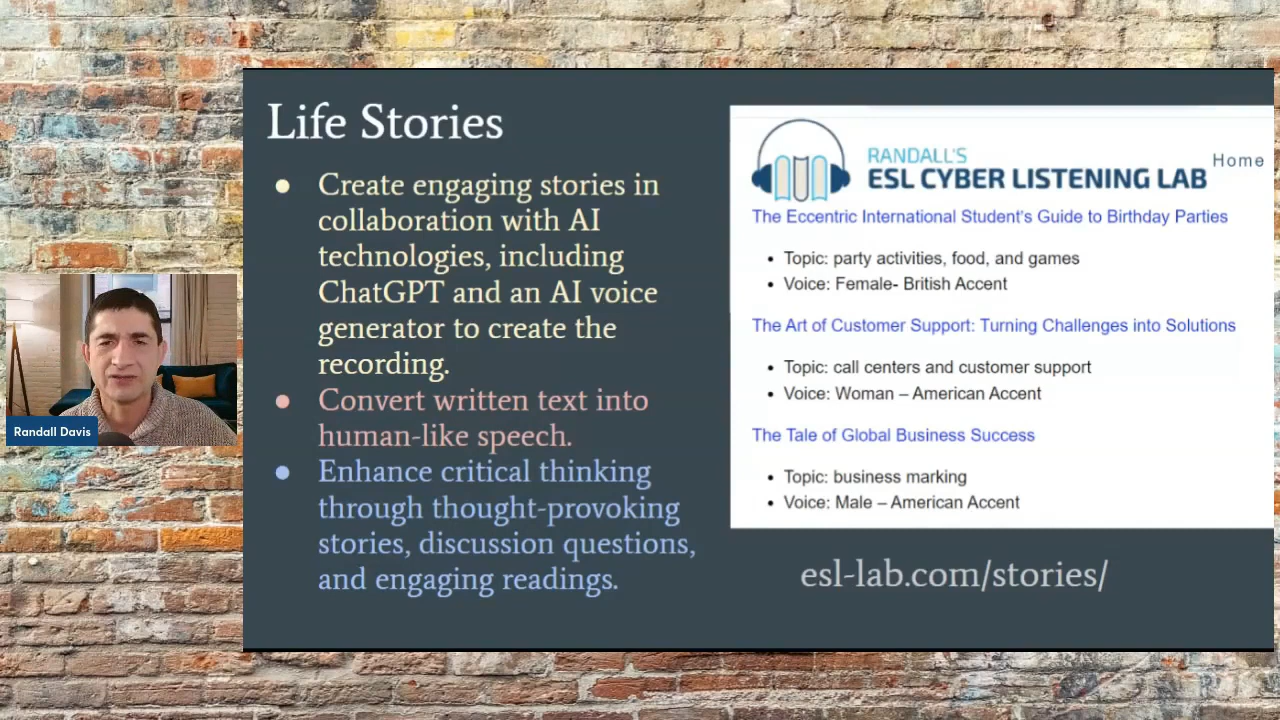 Life Stories
● Create engaging stories in
collaboration with AI
technologies, including
ChatGPT and an AI voice
generator to create the
recording.
● Convert written text into
human-like speech.
● Enhance critical thinking
through thought-provoking
stories, discussion questions,
and engaging readings.
RANDALL'S
ESL CYBER LISTENING LAB
Home
The Eccentric International Student's Guide to Birthday Parties
• Topic: party activities, food, and games
• Voice: Female- British Accent
The Art of Customer Support: Turning Challenges into Solutions
• Topic: call centers and customer support
• Voice: Woman – American Accent
The Tale of Global Business Success
• Topic: business marking
• Voice: Male – American Accent
esl-lab.com/stories/
Randall Davis